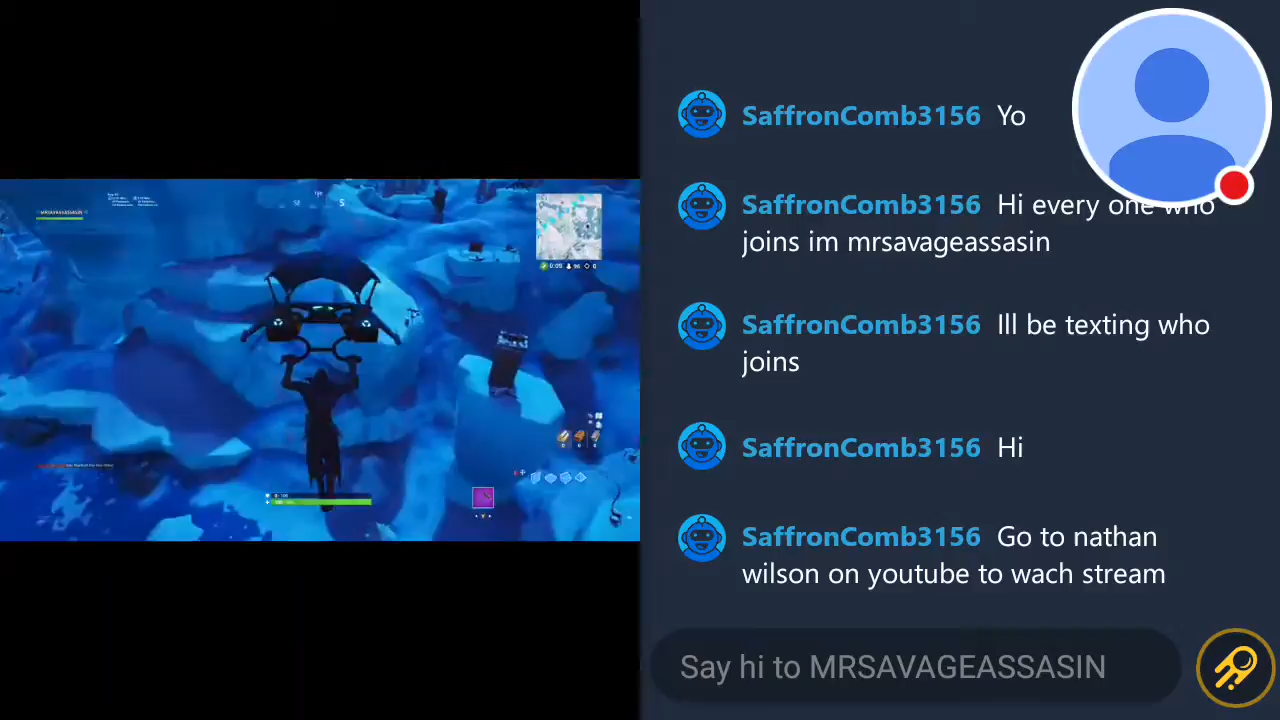 MRSAVAGEASSASIN
S
SaffronComb3156 Yo
SaffronComb3156 Hi every one who
joins im mrsavageassasin
SaffronComb3156 Ill be texting who
joins
SaffronComb3156 Hi
SaffronComb3156 Go to nathan
wilson on youtube to wach stream
Say hi to MRSAVAGEASSASIN